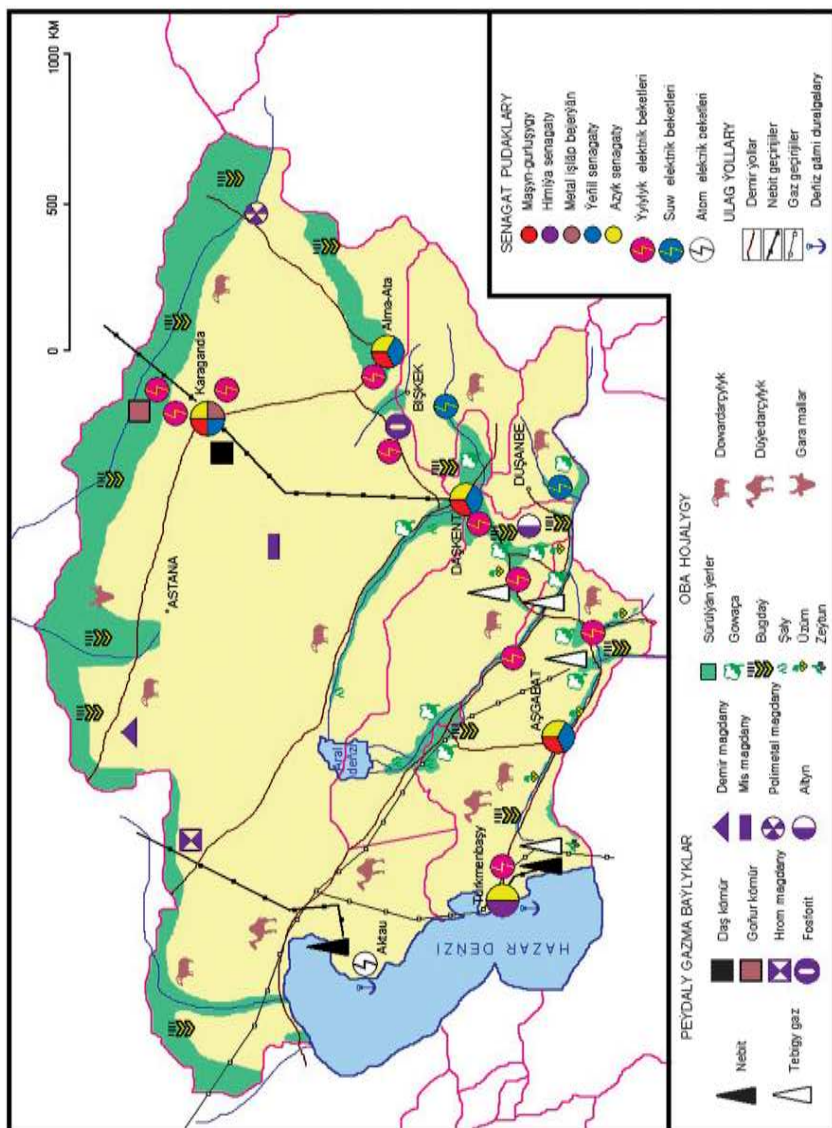 0 500 1000 KM
Karaganda
Alma-Ata
ASTANA
BIŞKEK
DAŞKENT
DUŞANBE
Aral
deňzi
AŞGABAT
Türkmenbaşy
Aktau
HAZAR DENZI
SENAGAT PUDAKLARY
Maşyn-gurluşygy
Himiýa senagaty
Metal işläp bejerýän
Ýeňil senagaty
Azyk senagaty
Ýylylyk elektrik beketleri
Suw elektrik beketleri
Atom elektrik beketleri
ULAG ÝOLLARY
Demir ýollar
Nebit geçirijiler
Gaz geçirijiler
Deňiz gämi duralgalary
PEÝDALY GAZMA BAÝLYKLAR
Nebit
Tebigy gaz
Daş kömür
Goňur kömür
Hrom magdany
Fosforit
Demir magdany
Mis magdany
Polimetal magdany
Altyn
OBA HOJALYGY
Sürülýän ýerler
Gowaça
Bugdaý
Şaly
Üzüm
Zeýtun
Dowardarçylyk
Düýedarçylyk
Gara mallar